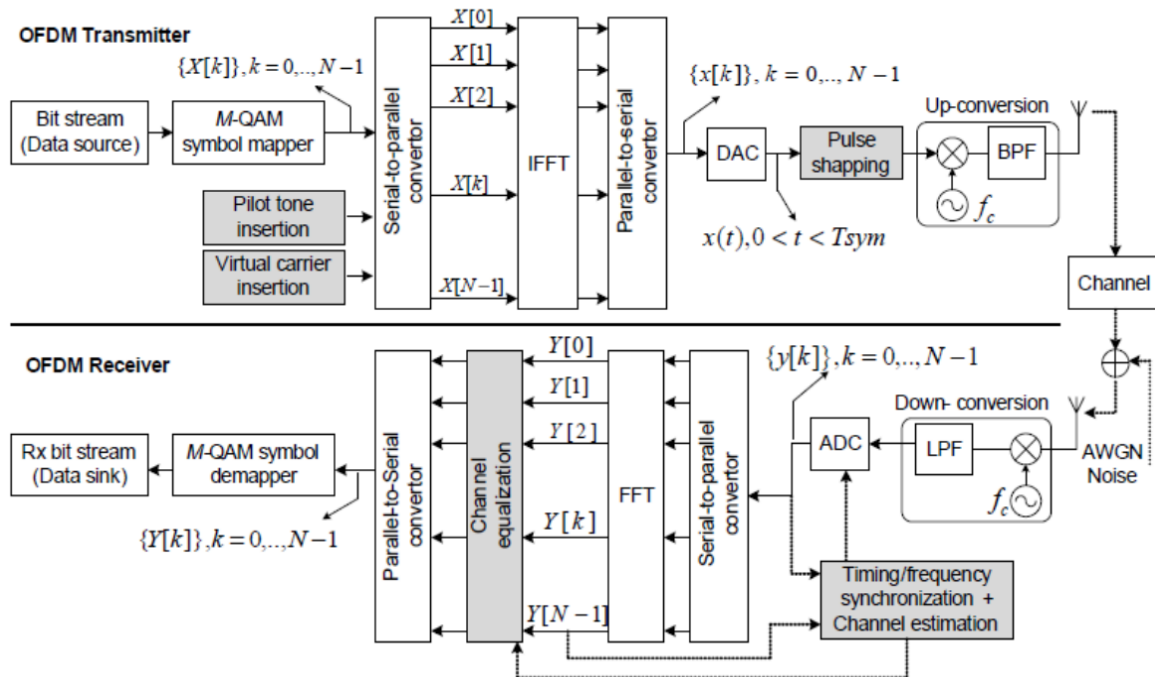 OFDM Transmitter
{X[k]}, k = 0,.., N −1
Bit stream
(Data source)
M-QAM
symbol mapper
Pilot tone
insertion
Virtual carrier
insertion
Serial-to-parallel
convertor
X[0]
X[1]
X[2]
X[k]
X[N−1]
IFFT
Parallel-to-serial
convertor
{x[k]}, k = 0,.., N −1
DAC
x(t), 0 < t < Tsym
Pulse
shapping
Up-conversion
BPF
f_c
Channel
OFDM Receiver
Rx bit stream
(Data sink)
M-QAM symbol
demapper
{Y[k]}, k = 0,.., N −1
Parallel-to-Serial
convertor
Channel
equalization
Y[0]
Y[1]
Y[2]
Y[k]
Y[N −1]
FFT
Serial-to-parallel
convertor
{y[k]}, k = 0,.., N −1
ADC
Down- conversion
LPF
f_c
AWGN
Noise
Timing/frequency
synchronization +
Channel estimation